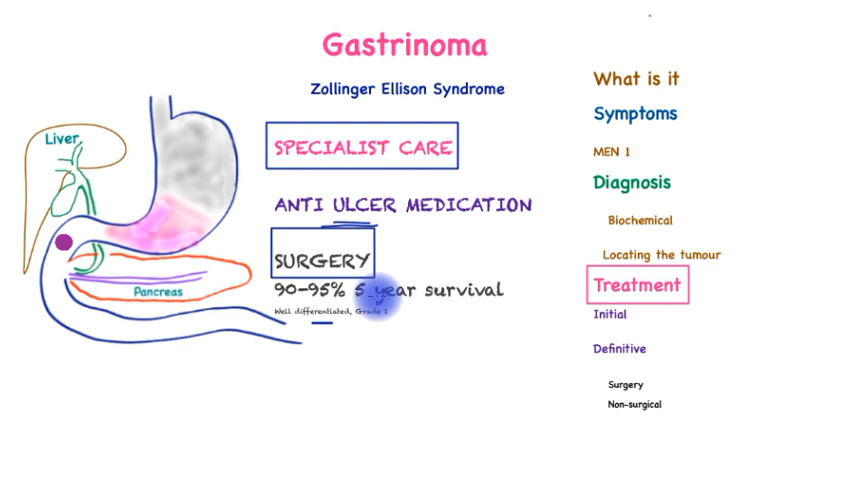 Gastrinoma
Zollinger Ellison Syndrome
Liver
SPECIALIST CARE
ANTI ULCER MEDICATION
SURGERY
90-95% 5 year survival
Well differentiated, Grade 1
Pancreas
What is it
Symptoms
MEN 1
Diagnosis
Biochemical
Locating the tumour
Treatment
Initial
Definitive
Surgery
Non-surgical